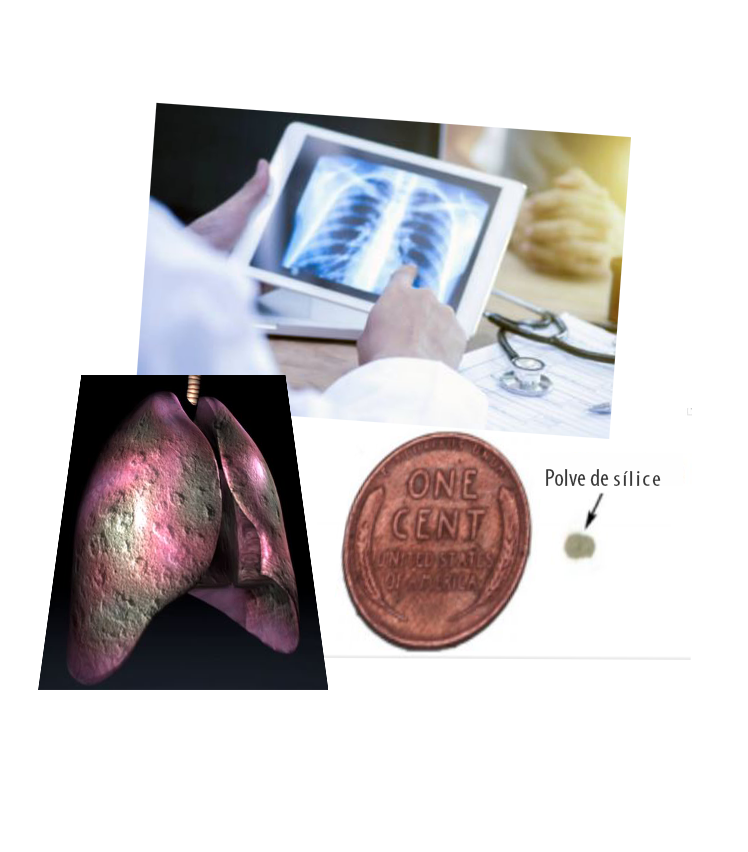 Polve de sílice
ONE
CENT
UNITED STATES
OF AMERICA